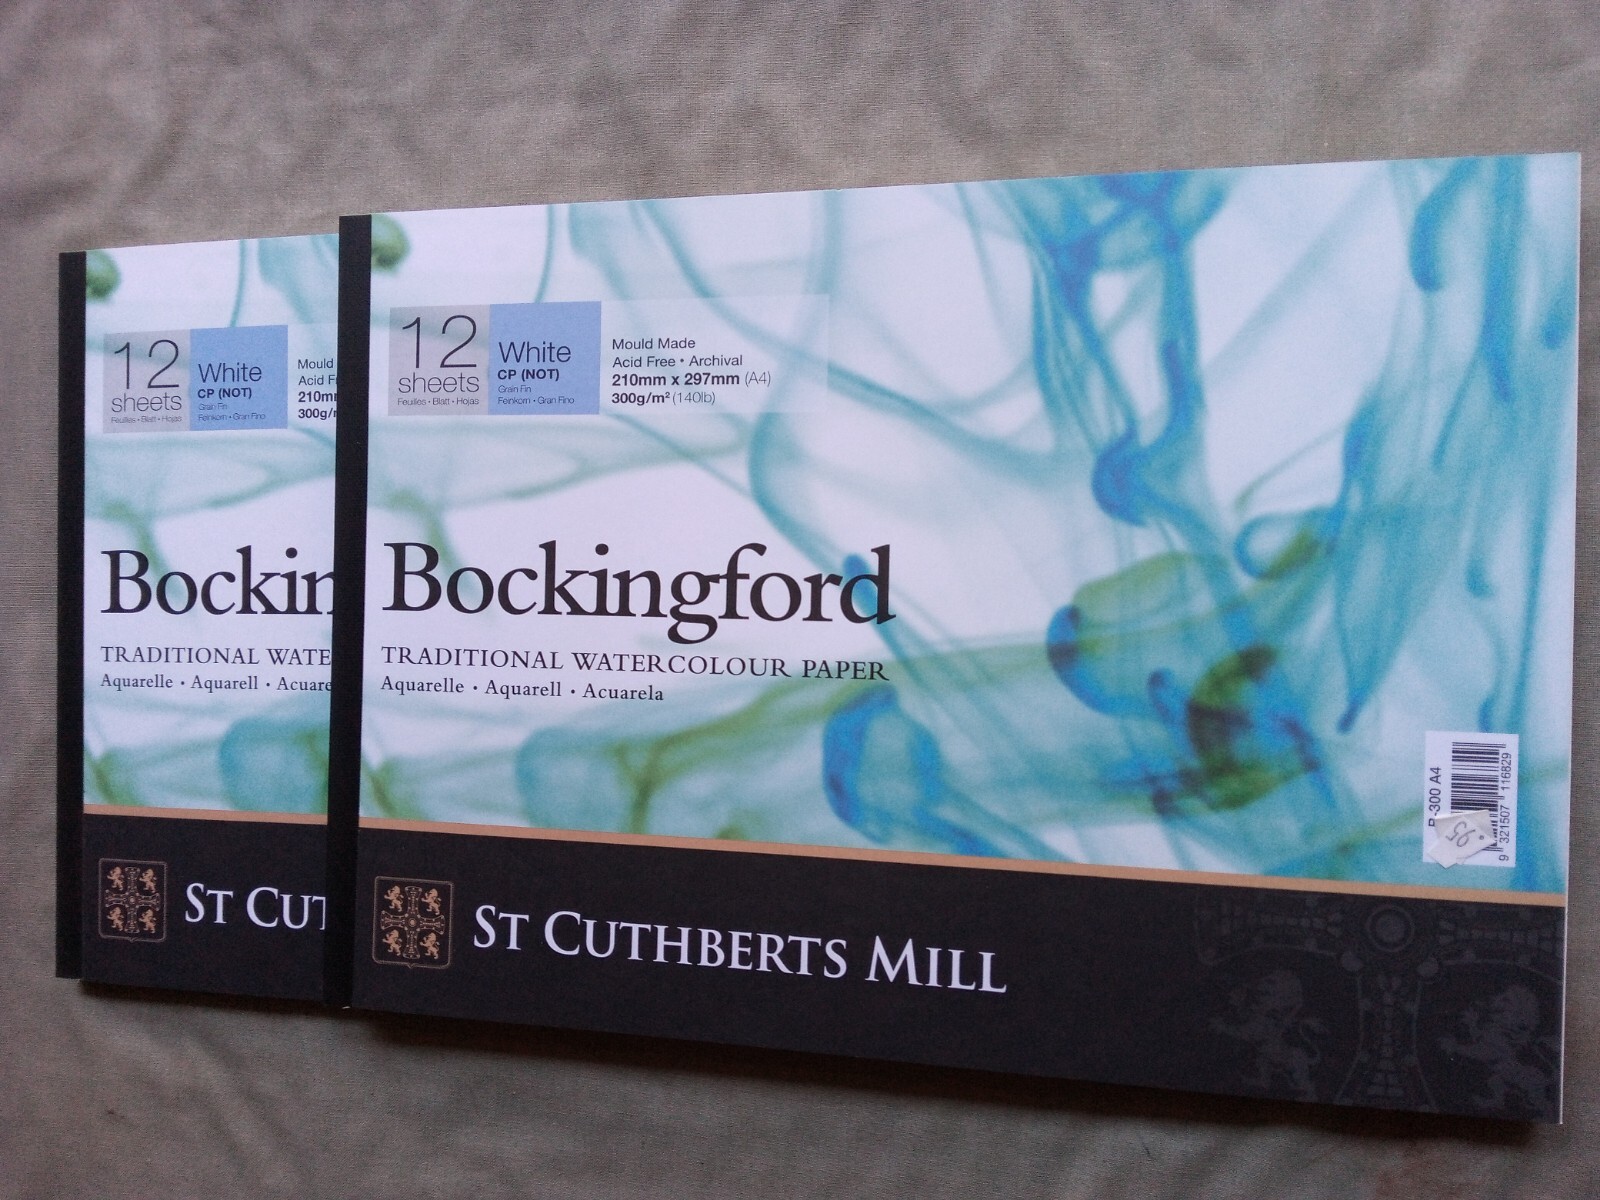 12
sheets
Feuilles • Blatt • Hojas
White
CP (NOT)
Grain Fin
Feinkorn • Gran Fino
Mould
Acid
210mm
300g/
Bockin
TRADITIONAL WATE
Aquarelle • Aquarell • Acuare
ST CUT
12
sheets
Feuilles • Blatt • Hojas
White
CP (NOT)
Grain Fin
Feinkorn • Gran Fino
Mould Made
Acid Free • Archival
210mm x 297mm (A4)
300g/m² (140lb)
Bockingford
TRADITIONAL WATERCOLOUR PAPER
Aquarelle • Aquarell • Acuarela
-300 A4
9 321507 116829
.95
ST CUTHBERTS MILL